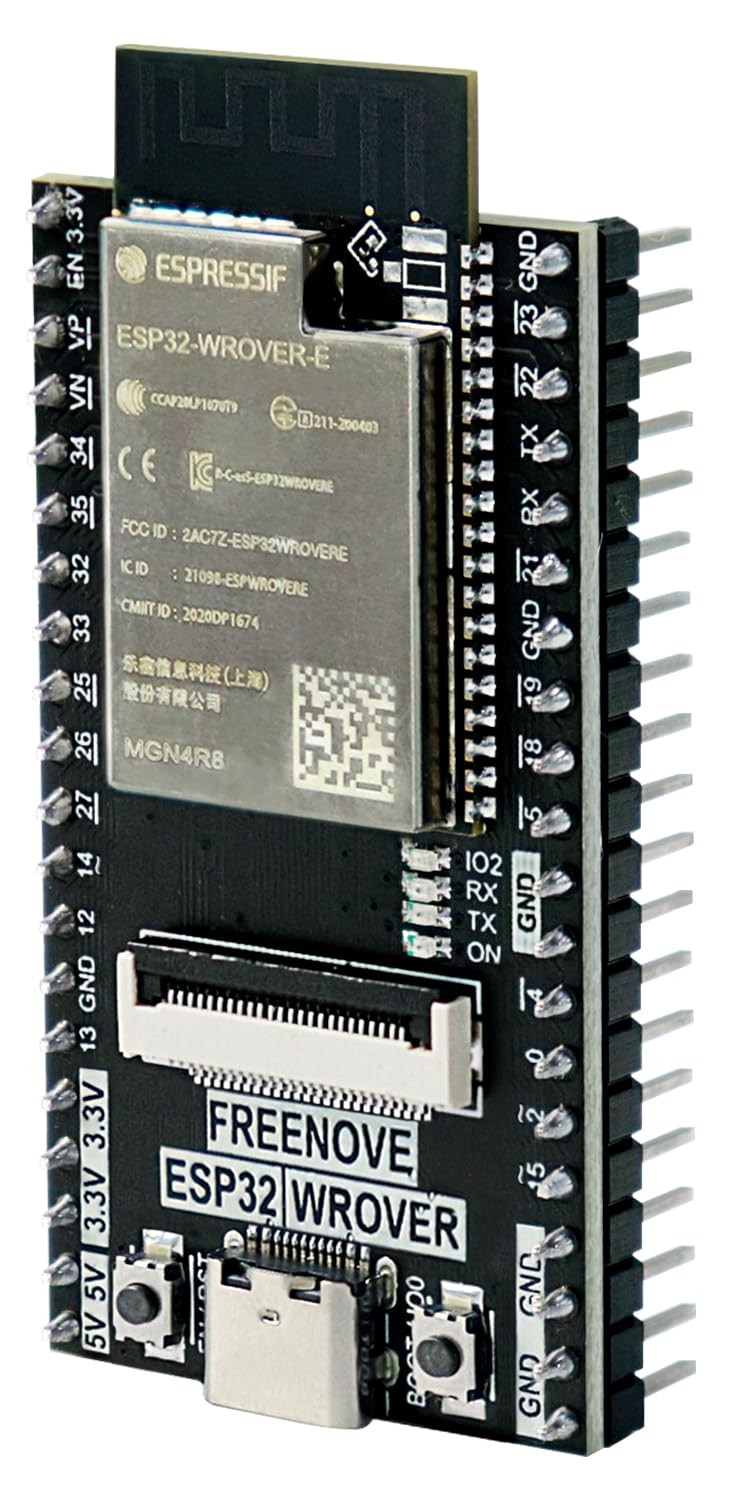 ESPRESSIF
ESP32-WROVER-E
CCAP20LP1070T9
R 211-200403
CE
R-C-es5-ESP32WROVERE
FCC ID : 2AC7Z-ESP32WROVERE
IC ID : 21098-ESPWROVERE
CMIIT ID : 2020DP1674
乐鑫信息科技(上海)
股份有限公司
MGN4R8
3.3V
EN
VP
VN
34
35
32
33
25
26
27
14
12
GND
13
3.3V
3.3V
5V
5V
GND
23
22
TX
RX
21
GND
19
18
5
GND
4
0
2
15
GND
GND
IO2
RX
TX
ON
FREENOVE
ESP32 WROVER